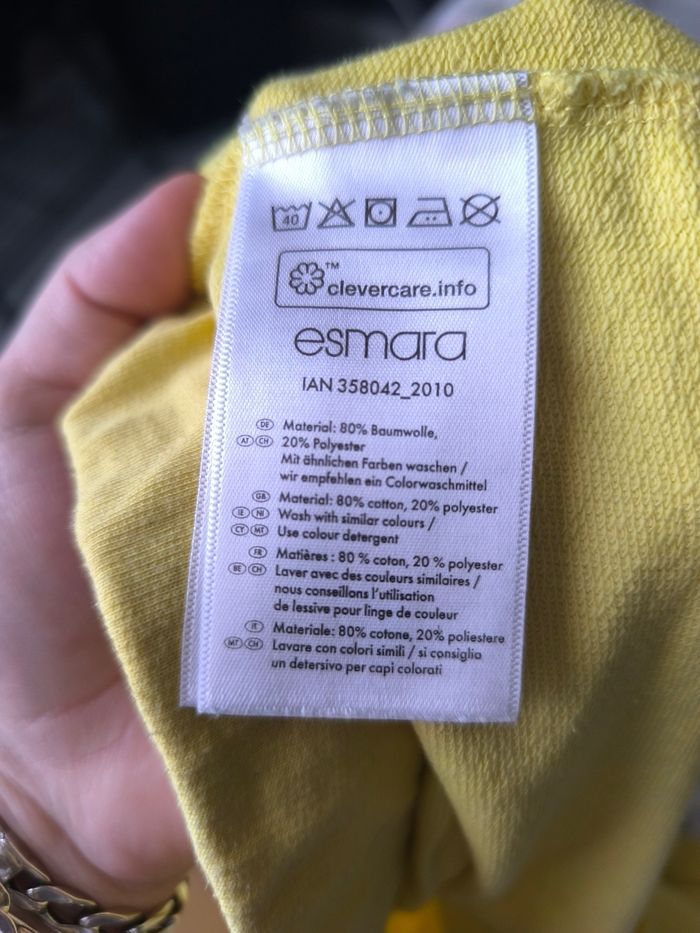 40
™
clevercare.info
esmara
IAN 358042_2010
DE Material: 80% Baumwolle,
AT CH 20% Polyester
Mit ähnlichen Farben waschen /
wir empfehlen ein Colorwaschmittel
GB Material: 80% cotton, 20% polyester
IE NI Wash with similar colours /
CY MT Use colour detergent
FR Matières : 80 % coton, 20 % polyester
BE CH Laver avec des couleurs similaires /
nous conseillons l'utilisation
de lessive pour linge de couleur
IT Materiale: 80% cotone, 20% poliestere
MT CH Lavare con colori simili / si consiglia
un detersivo per capi colorati